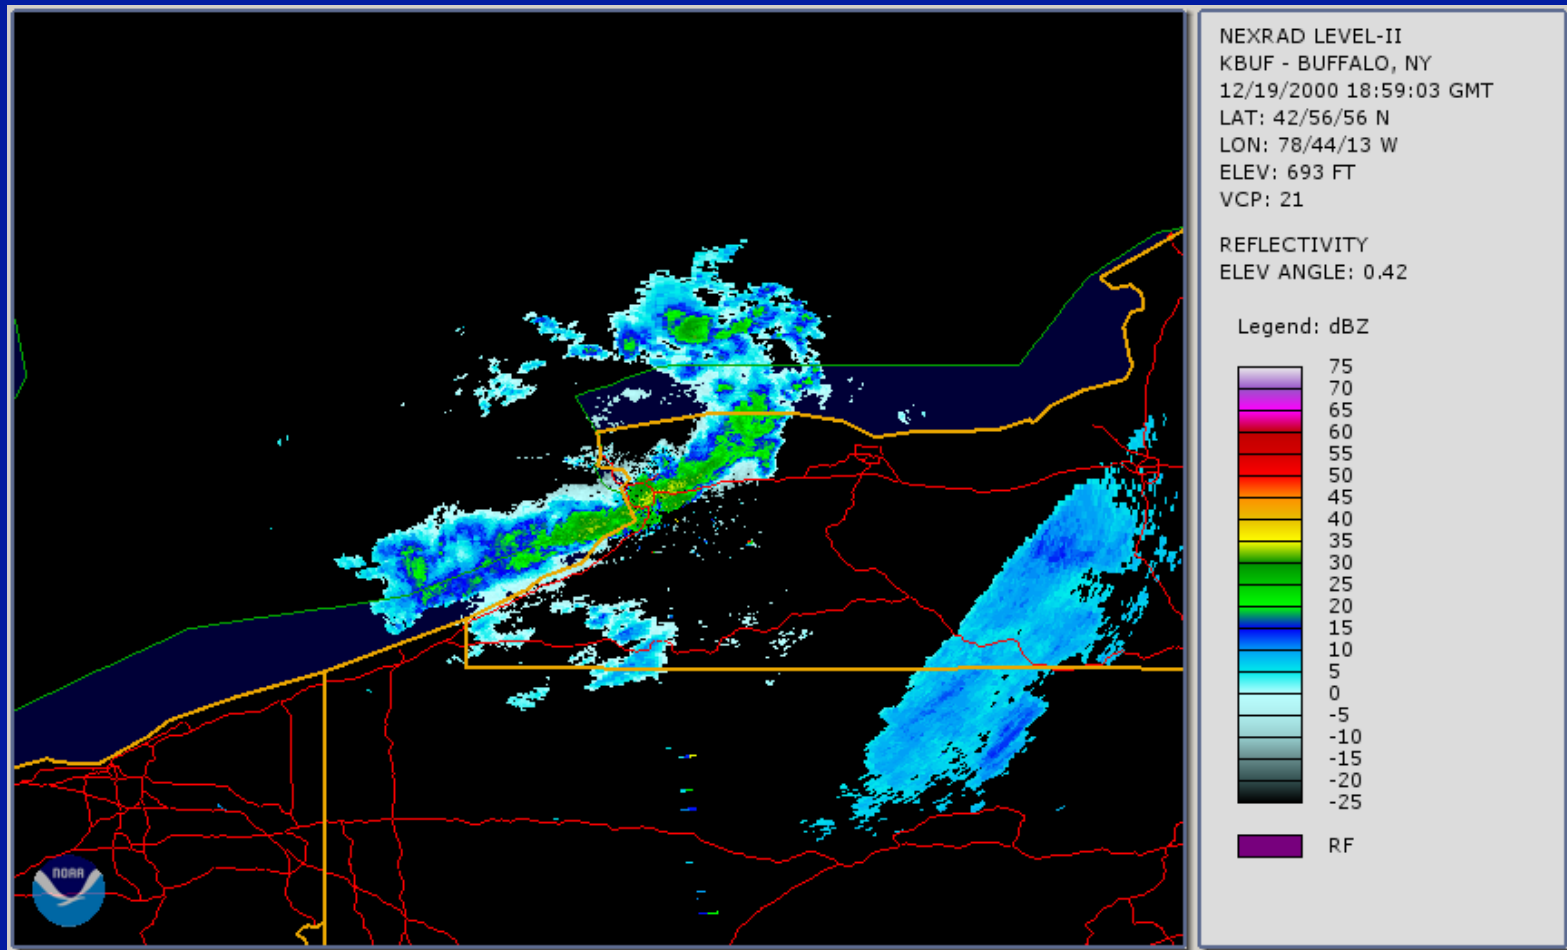 NEXRAD LEVEL-II
KBUF - BUFFALO, NY
12/19/2000 18:59:03 GMT
LAT: 42/56/56 N
LON: 78/44/13 W
ELEV: 693 FT
VCP: 21
REFLECTIVITY
ELEV ANGLE: 0.42
Legend: dBZ
75
70
65
60
55
50
45
40
35
30
25
20
15
10
5
0
-5
-10
-15
-20
-25
RF
NOAA